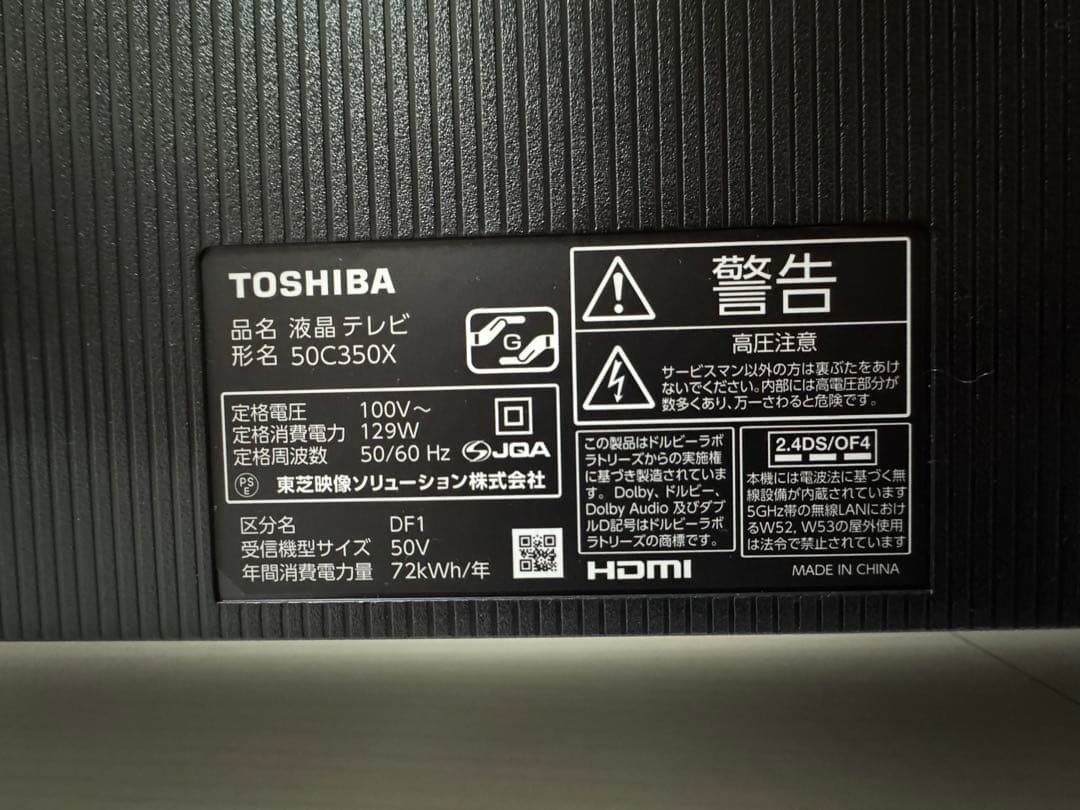 TOSHIBA
品名 液晶テレビ
形名 50C350X
G
定格電圧 100V～
定格消費電力 129W
定格周波数 50/60 Hz
JQA
PS
E
東芝映像ソリューション株式会社
区分名 DF1
受信機型サイズ 50V
年間消費電力量 72kWh/年
警告
高圧注意
サービスマン以外の方は裏ぶたをあけ
ないでください。内部には高電圧部分が
数多くあり、万一さわると危険です。
この製品はドルビーラボ
ラトリーズからの実施権
に基づき製造されていま
す。Dolby、ドルビー、
Dolby Audio 及びダブ
ルD記号はドルビーラボ
ラトリーズの商標です。
2.4DS/OF4
本機には電波法に基づく無
線設備が内蔵されています
5GHz帯の無線LANにおけ
るW52, W53の屋外使用
は法令で禁止されています
HDMI
MADE IN CHINA